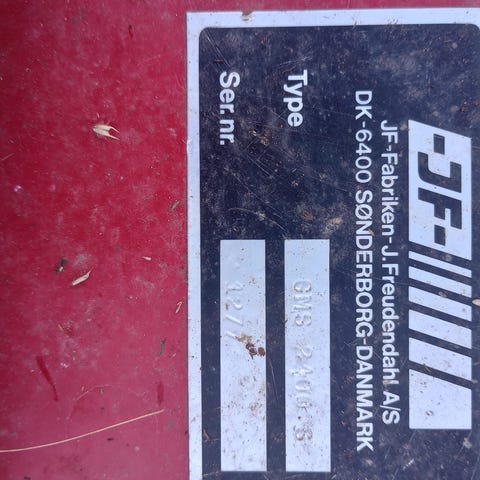 -JF-
JF-Fabriken-J.Freudendahl A/S
DK-6400 SØNDERBORG-DANMARK
Type GMS 2400.S
Ser.nr. 1277